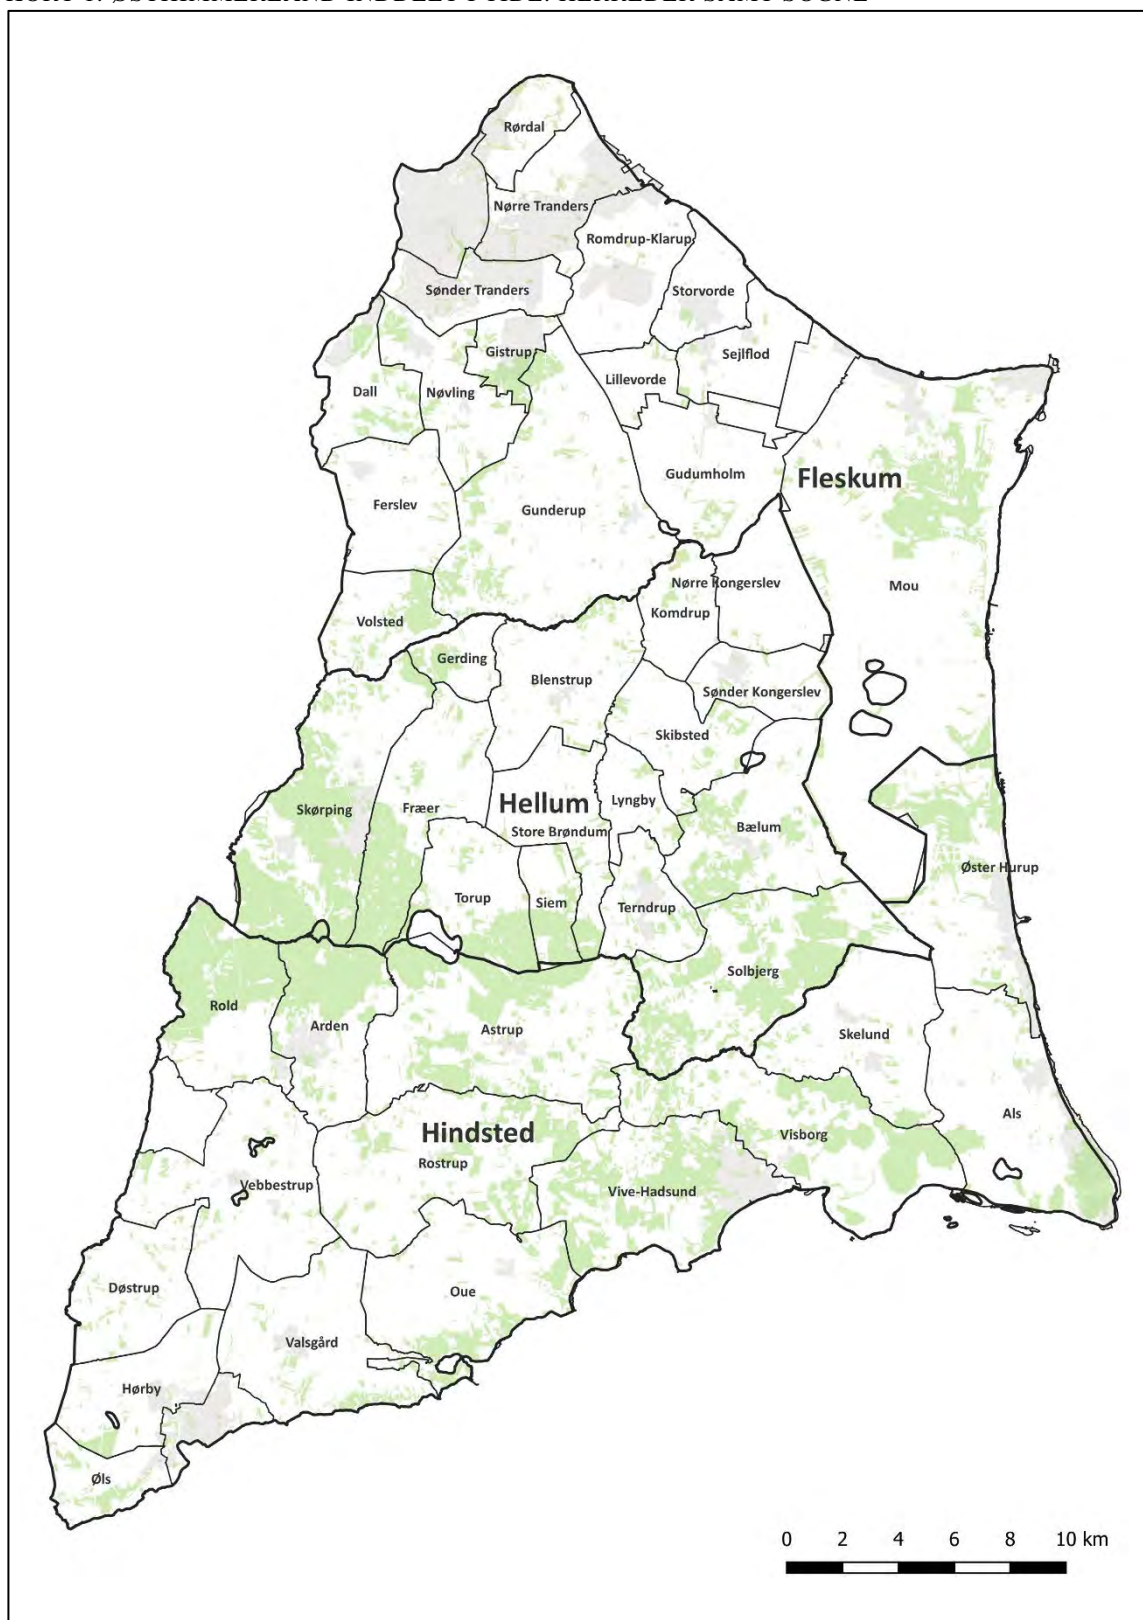 Rørdal
Nørre Tranders
Romdrup-Klarup
Sønder Tranders
Storvorde
Gistrup
Sejlflod
Lillevorde
Dall
Nøvling
Gudumholm
Fleskum
Ferslev
Gunderup
Nørre Kongerslev
Mou
Komdrup
Volsted
Gerding
Blenstrup
Sønder Kongerslev
Skibsted
Skørping
Fræer
Hellum
Lyngby
Store Brøndum
Bælum
Øster Hurup
Torup
Siem
Terndrup
Solbjerg
Rold
Arden
Astrup
Skelund
Als
Hindsted
Visborg
Rostrup
Vebbestrup
Vive-Hadsund
Døstrup
Oue
Valsgård
Hørby
Øls
0 2 4 6 8 10 km